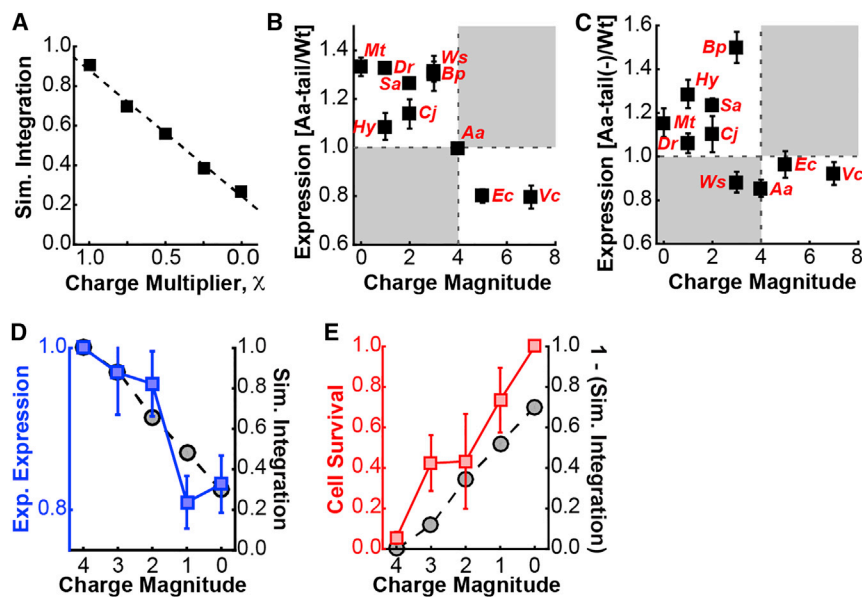 A
Sim. Integration
1.0
0.8
0.6
0.4
0.2
0.0
1.0 0.5 0.0
Charge Multiplier, χ
B
Expression [Aa-tail/Wt]
1.4
1.2
1.0
0.8
0.6
Mt
Dr
Sa
Ws
Bp
Hy
Cj
Aa
Ec
Vc
0 2 4 6 8
Charge Magnitude
C
Expression [Aa-tail(-)/Wt]
1.6
1.4
1.2
1.0
0.8
0.6
Bp
Hy
Mt
Sa
Dr
Cj
Ws
Aa
Ec
Vc
0 2 4 6 8
Charge Magnitude
D
Exp. Expression
1.0
0.8
1.0
0.8
0.6
0.4
0.2
0.0
Sim. Integration
4 3 2 1 0
Charge Magnitude
E
Cell Survival
1.0
0.8
0.6
0.4
0.2
0.0
1.0
0.8
0.6
0.4
0.2
0.0
1 - (Sim. Integration)
4 3 2 1 0
Charge Magnitude